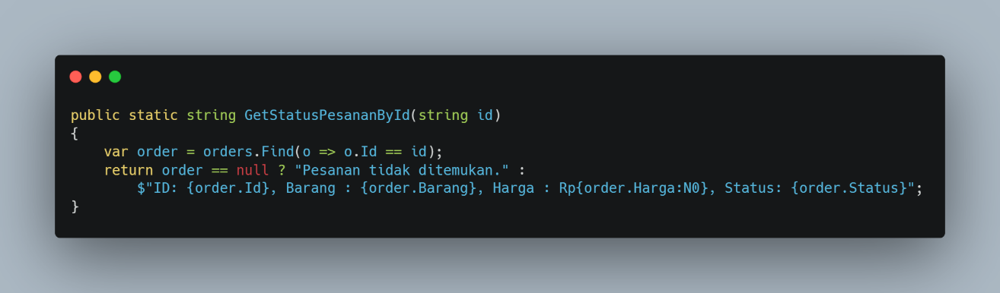 public static string GetStatusPesananById(string id)
{
    var order = orders.Find(o => o.Id == id);
    return order == null ? "Pesanan tidak ditemukan." :
        $"ID: {order.Id}, Barang : {order.Barang}, Harga : Rp{order.Harga:N0}, Status: {order.Status}";
}